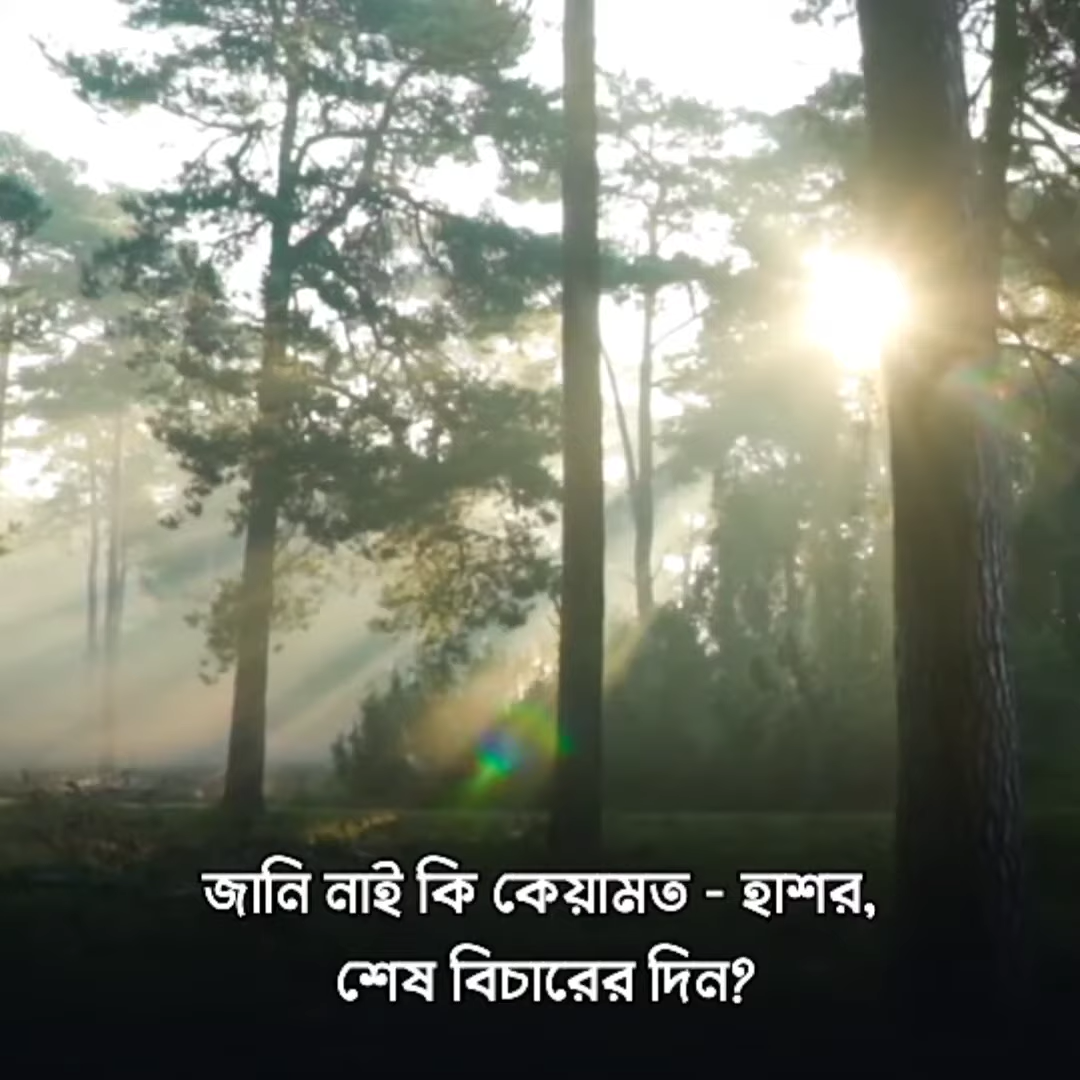 জানি নাই কি কেয়ামত - হাশর,
শেষ বিচারের দিন?